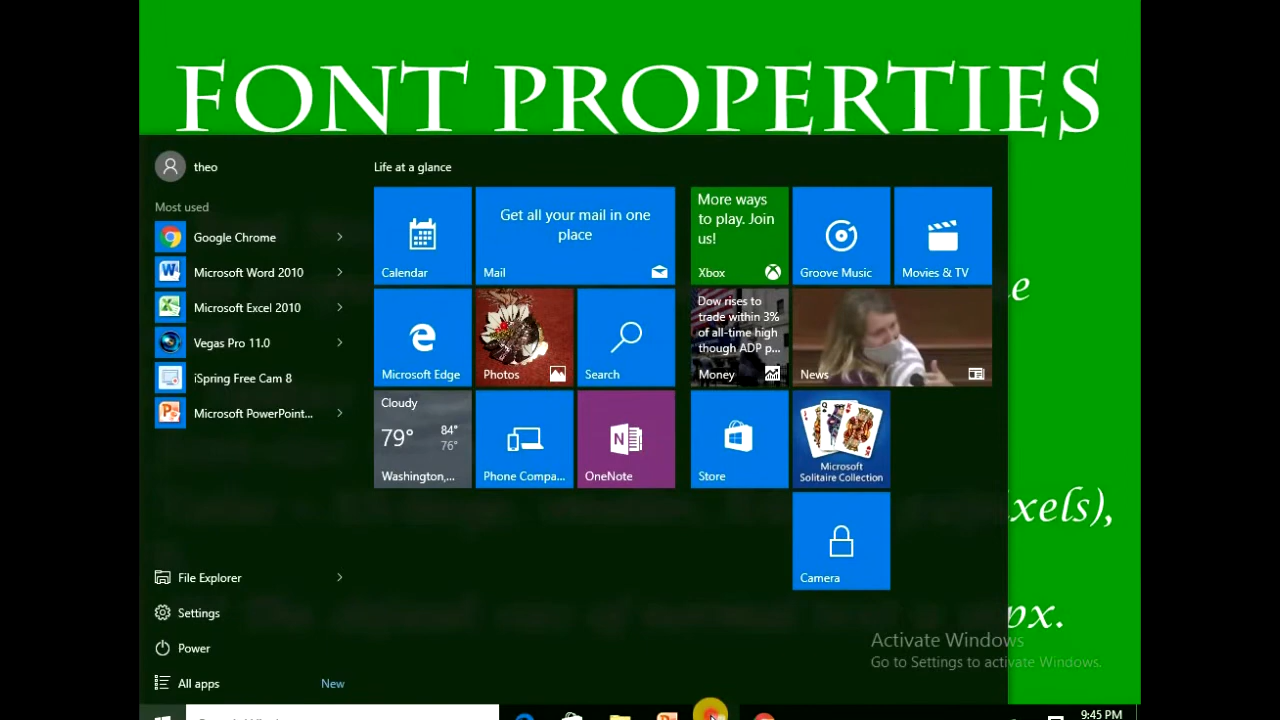 FONT PROPERTIES
theo
Life at a glance
Most used
Google Chrome
Microsoft Word 2010
Microsoft Excel 2010
Vegas Pro 11.0
iSpring Free Cam 8
Microsoft PowerPoint...
Calendar
Get all your mail in one
place
Mail
More ways
to play. Join
us!
Xbox
Groove Music
Movies & TV
Microsoft Edge
Photos
Search
Dow rises to
trade within 3%
of all-time high
though ADP p...
Money
News
Cloudy
79°
84°
76°
Washington,...
Phone Compa...
OneNote
Store
Microsoft
Solitaire Collection
Camera
File Explorer
Settings
Power
All apps
New
xels),
px.
Activate Windows
Go to Settings to activate Windows.
9:45 PM